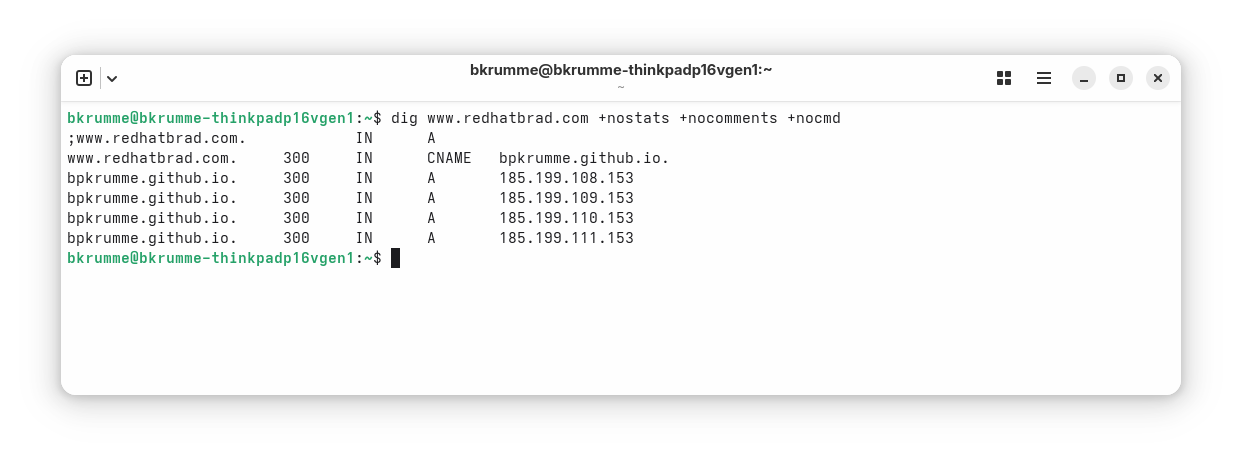 bkrumme@bkrumme-thinkpadp16vgen1:~
~
bkrumme@bkrumme-thinkpadp16vgen1:~$ dig www.redhatbrad.com +nostats +nocomments +nocmd
;www.redhatbrad.com. IN A
www.redhatbrad.com. 300 IN CNAME bpkrumme.github.io.
bpkrumme.github.io. 300 IN A 185.199.108.153
bpkrumme.github.io. 300 IN A 185.199.109.153
bpkrumme.github.io. 300 IN A 185.199.110.153
bpkrumme.github.io. 300 IN A 185.199.111.153
bkrumme@bkrumme-thinkpadp16vgen1:~$